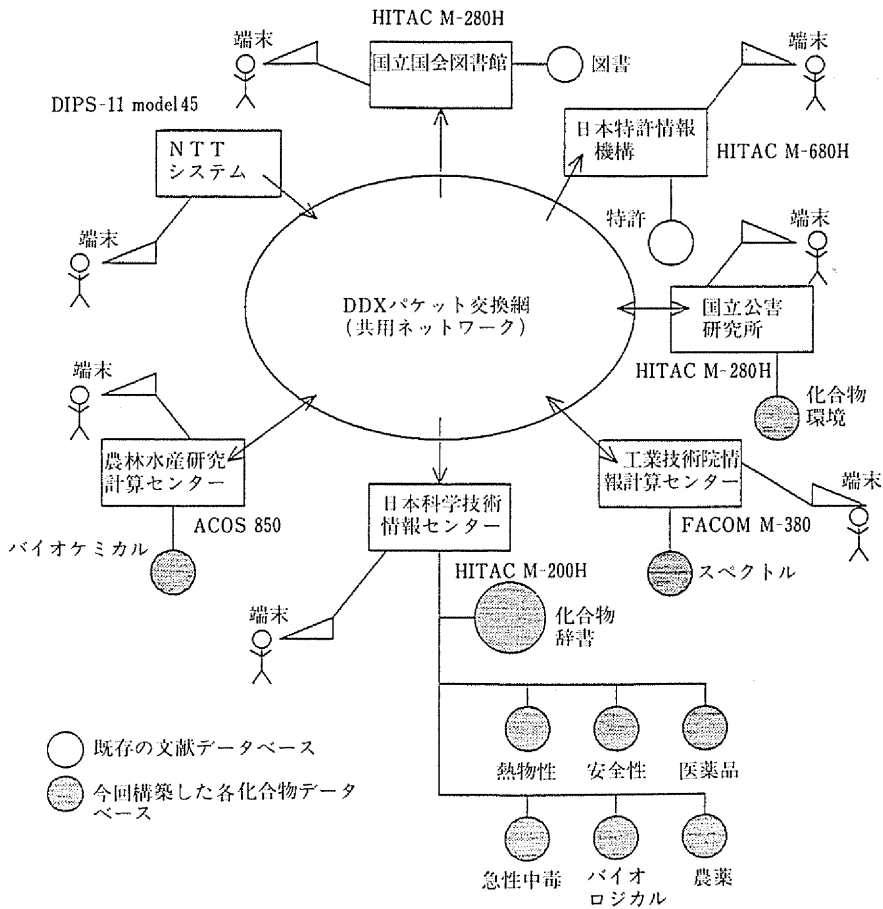 HITAC M-280H
端末
国立国会図書館
図書
端末
DIPS-11 model 45
NTT
システム
日本特許情報
機構
HITAC M-680H
端末
特許
端末
DDXパケット交換網
(共用ネットワーク)
国立公害
研究所
HITAC M-280H
端末
化合物
環境
農林水産研究
計算センター
ACOS 850
工業技術院情
報計算センター
端末
日本科学技術
情報センター
FACOM M-380
バイオケミカル
HITAC M-200H
スペクトル
端末
化合物
辞書
既存の文献データベース
熱物性
安全性
医薬品
今回構築した各化合物データ
ベース
急性中毒
バイオ
ロジカル
農薬